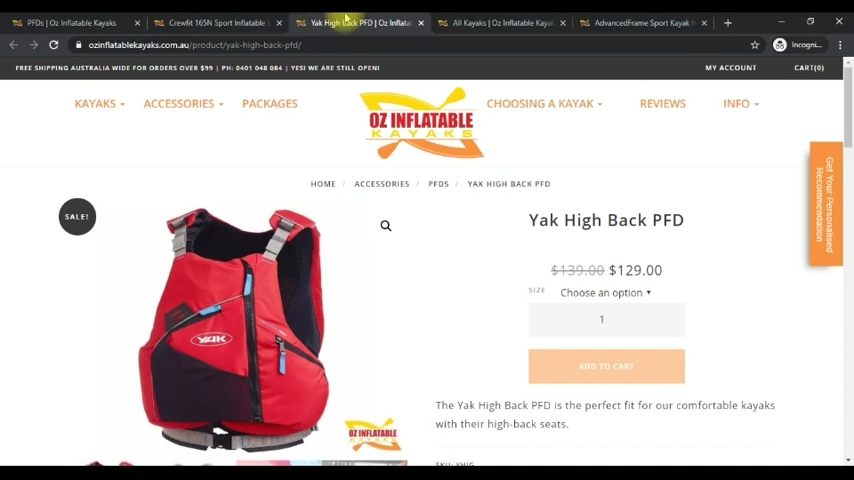 PFDs | Oz Inflatable Kayaks
Crewfit 165N Sport Inflatable
Yak High Back PFD | Oz Inflata
All Kayaks | Oz Inflatable Kaya
AdvancedFrame Sport Kayak
ozinflatablekayaks.com.au/product/yak-high-back-pfd/
Incogni...
FREE SHIPPING AUSTRALIA WIDE FOR ORDERS OVER $99 | PH: 0401 048 084 | YES! WE ARE STILL OPEN!
MY ACCOUNT
CART(0)
KAYAKS
ACCESSORIES
PACKAGES
OZ INFLATABLE
KAYAKS
CHOOSING A KAYAK
REVIEWS
INFO
HOME / ACCESSORIES / PFDS / YAK HIGH BACK PFD
Get Your Personalised
Recommendation
SALE!
Yak High Back PFD
$139.00 $129.00
SIZE
Choose an option
1
ADD TO CART
The Yak High Back PFD is the perfect fit for our comfortable kayaks
with their high-back seats.
YAK
OZ INFLATABLE
KAYAKS
SKU: YHIG